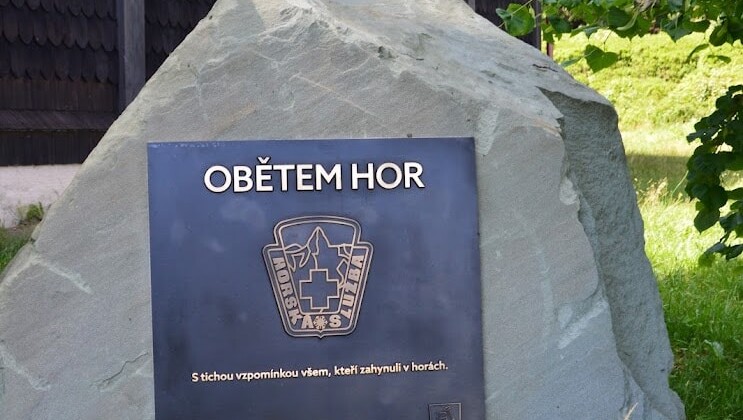 OBĚTEM HOR
HORSKÁ SLUŽBA
S tichou vzpomínkou všem, kteří zahynuli v horách.